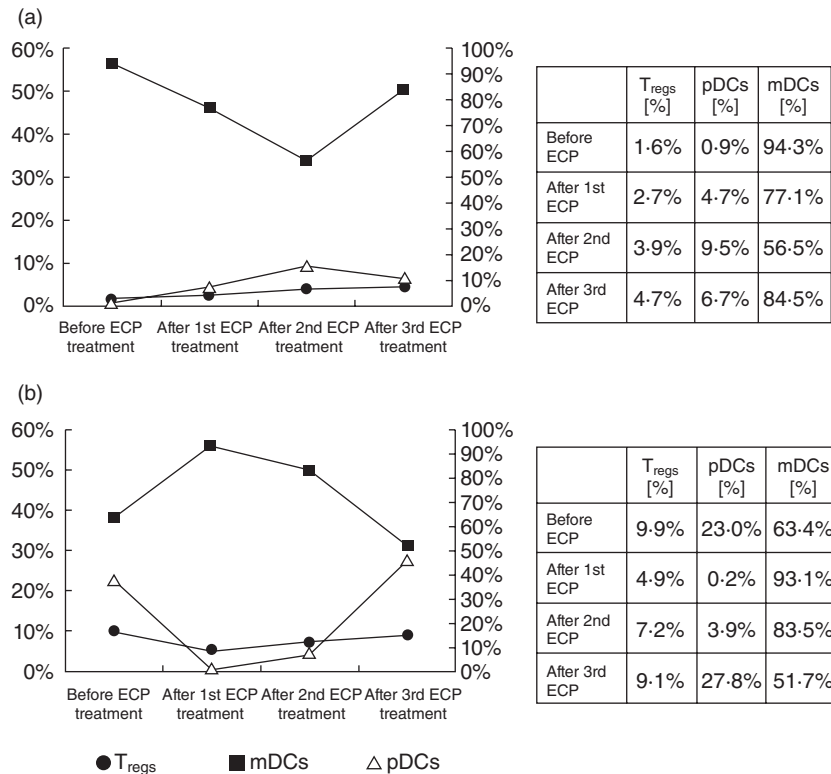 (a)
60%
50%
40%
30%
20%
10%
0%
100%
90%
80%
70%
60%
50%
40%
30%
20%
10%
0%
Before ECP
treatment
After 1st ECP
treatment
After 2nd ECP
treatment
After 3rd ECP
treatment
Tregs
[%]
pDCs
[%]
mDCs
[%]
Before
ECP
1·6% 0·9% 94·3%
After 1st
ECP
2·7% 4·7% 77·1%
After 2nd
ECP
3·9% 9·5% 56·5%
After 3rd
ECP
4·7% 6·7% 84·5%
(b)
60%
50%
40%
30%
20%
10%
0%
100%
90%
80%
70%
60%
50%
40%
30%
20%
10%
0%
Before ECP
treatment
After 1st ECP
treatment
After 2nd ECP
treatment
After 3rd ECP
treatment
Tregs
[%]
pDCs
[%]
mDCs
[%]
Before
ECP
9·9% 23·0% 63·4%
After 1st
ECP
4·9% 0·2% 93·1%
After 2nd
ECP
7·2% 3·9% 83·5%
After 3rd
ECP
9·1% 27·8% 51·7%
Tregs mDCs pDCs